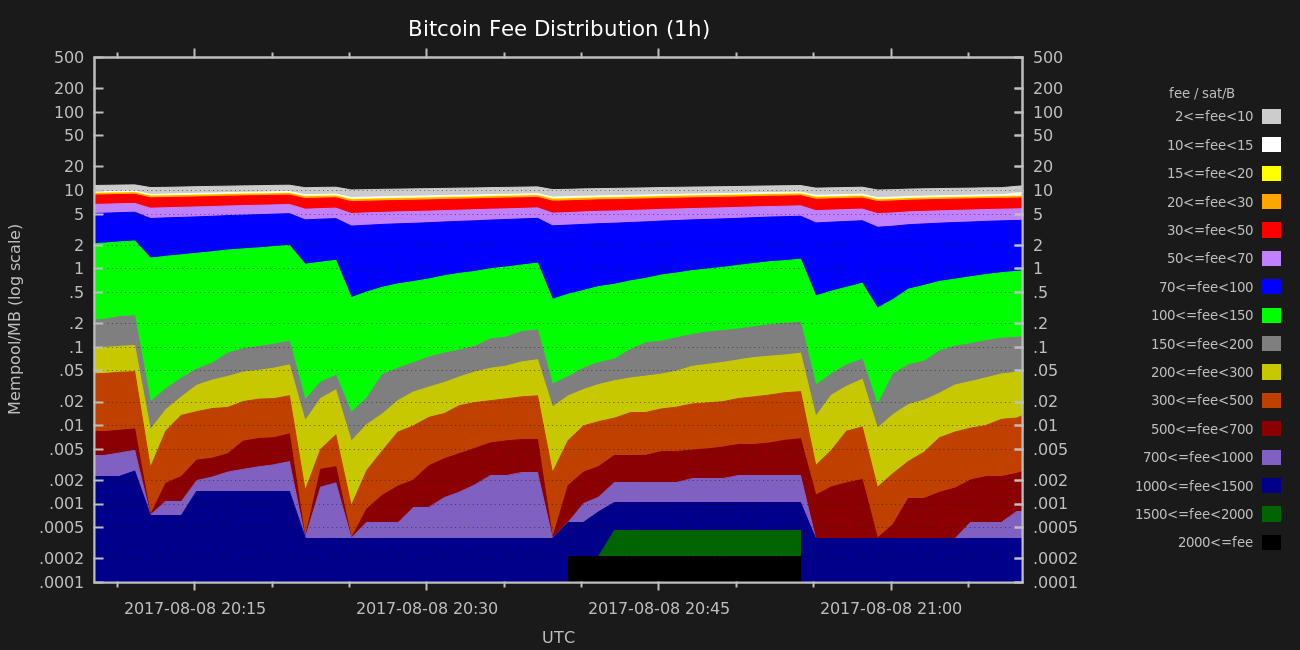 Bitcoin Fee Distribution (1h)
500
200
100
50
20
10
5
2
1
.5
.2
.1
.05
.02
.01
.005
.002
.001
.0005
.0002
.0001
Mempool/MB (log scale)
500
200
100
50
20
10
5
2
1
.5
.2
.1
.05
.02
.01
.005
.002
.001
.0005
.0002
.0001
2017-08-08 20:15
2017-08-08 20:30
2017-08-08 20:45
2017-08-08 21:00
UTC
fee / sat/B
2<=fee<10
10<=fee<15
15<=fee<20
20<=fee<30
30<=fee<50
50<=fee<70
70<=fee<100
100<=fee<150
150<=fee<200
200<=fee<300
300<=fee<500
500<=fee<700
700<=fee<1000
1000<=fee<1500
1500<=fee<2000
2000<=fee